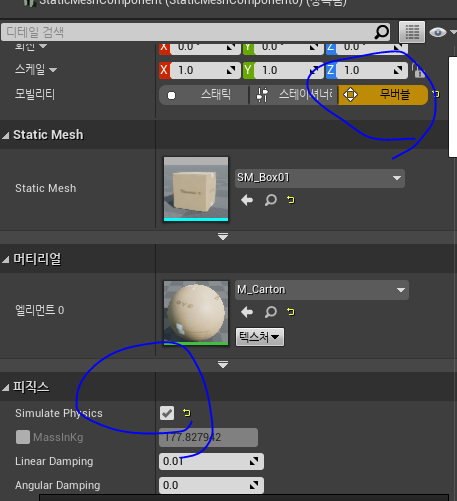 StaticMeshComponent (StaticMeshComponent0) (상속됨)
디테일 검색
회전
X 0.0 °
Y 0.0 °
Z 0.0 °
스케일
X 1.0
Y 1.0
Z 1.0
모빌리티
스태틱
스테이셔너리
무버블
Static Mesh
Static Mesh
SM_Box01
머티리얼
엘리먼트 0
M_Carton
텍스처
피직스
Simulate Physics
MassInKg
177.827942
Linear Damping
0.01
Angular Damping
0.0